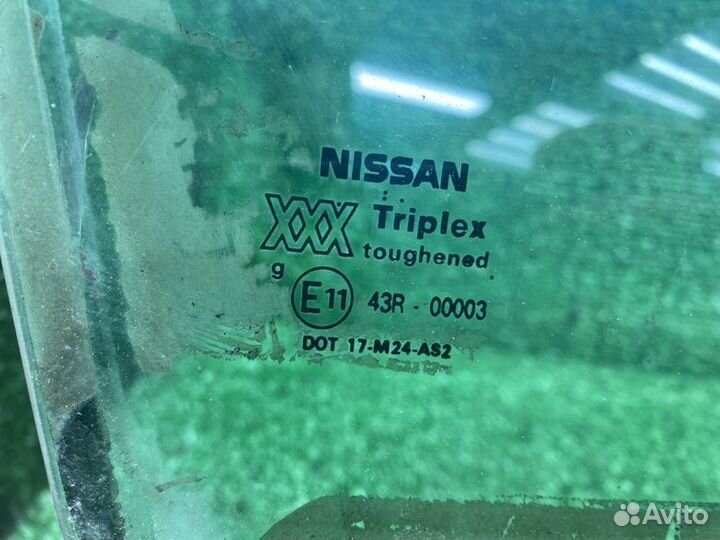 NISSAN
XXX Triplex
toughened
g
E11 43R - 00003
DOT 17-M24-AS2
Avito